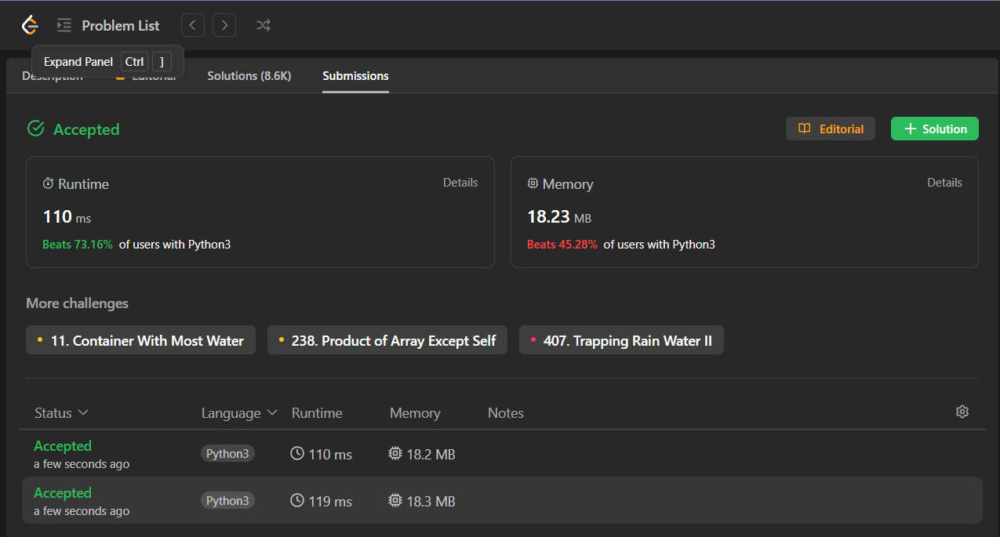 Problem List
Expand Panel Ctrl ]
Description Editorial Solutions (8.6K) Submissions
Accepted
Editorial
Solution
Runtime Details
110 ms
Beats 73.16% of users with Python3
Memory Details
18.23 MB
Beats 45.28% of users with Python3
More challenges
11. Container With Most Water
238. Product of Array Except Self
407. Trapping Rain Water II
Status Language Runtime Memory Notes
Accepted
a few seconds ago
Python3 110 ms 18.2 MB
Accepted
a few seconds ago
Python3 119 ms 18.3 MB